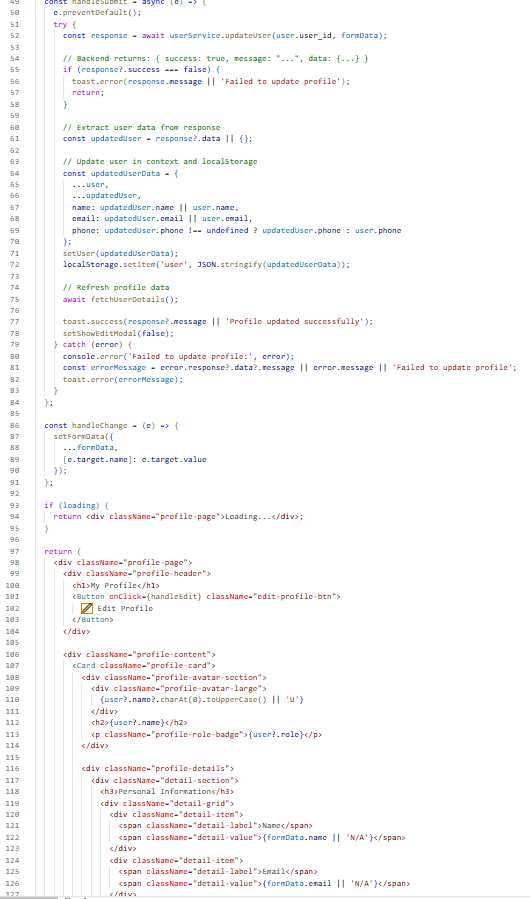 49 const handleSubmit = async (e) => {
50 e.preventDefault();
51 try {
52 const response = await userService.updateUser(user.user_id, formData);
53
54 // Backend returns: { success: true, message: "...", data: {...} }
55 if (response?.success === false) {
56 toast.error(response.message || 'Failed to update profile');
57 return;
58 }
59
60 // Extract user data from response
61 const updatedUser = response?.data || {};
62
63 // Update user in context and localStorage
64 const updatedUserData = {
65 ...user,
66 ...updatedUser,
67 name: updatedUser.name || user.name,
68 email: updatedUser.email || user.email,
69 phone: updatedUser.phone !== undefined ? updatedUser.phone : user.phone
70 };
71 setUser(updatedUserData);
72 localStorage.setItem('user', JSON.stringify(updatedUserData));
73
74 // Refresh profile data
75 await fetchUserDetails();
76
77 toast.success(response?.message || 'Profile updated successfully');
78 setShowEditModal(false);
79 } catch (error) {
80 console.error('Failed to update profile:', error);
81 const errorMessage = error.response?.data?.message || error.message || 'Failed to update profile';
82 toast.error(errorMessage);
83 }
84 };
85
86 const handleChange = (e) => {
87 setFormData({
88 ...formData,
89 [e.target.name]: e.target.value
90 });
91 };
92
93 if (loading) {
94 return <div className="profile-page">Loading...</div>;
95 }
96
97 return (
98 <div className="profile-page">
99 <div className="profile-header">
100 <h1>My Profile</h1>
101 <Button onClick={handleEdit} className="edit-profile-btn">
102 Edit Profile
103 </Button>
104 </div>
105
106 <div className="profile-content">
107 <Card className="profile-card">
108 <div className="profile-avatar-section">
109 <div className="profile-avatar-large">
110 {user?.name?.charAt(0).toUpperCase() || 'U'}
111 </div>
112 <h2>{user?.name}</h2>
113 <p className="profile-role-badge">{user?.role}</p>
114 </div>
115
116 <div className="profile-details">
117 <div className="detail-section">
118 <h3>Personal Information</h3>
119 <div className="detail-grid">
120 <div className="detail-item">
121 <span className="detail-label">Name</span>
122 <span className="detail-value">{formData.name || 'N/A'}</span>
123 </div>
124 <div className="detail-item">
125 <span className="detail-label">Email</span>
126 <span className="detail-value">{formData.email || 'N/A'}</span>
127 </div>